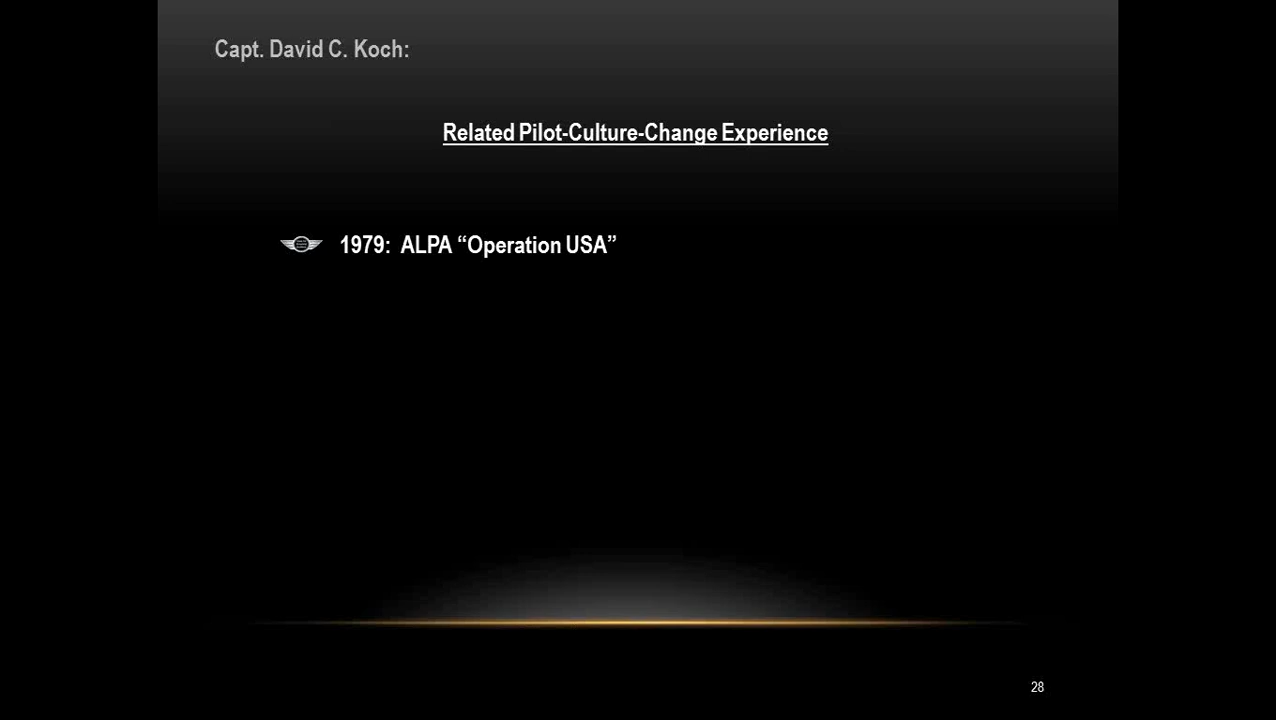 Capt. David C. Koch:
Related Pilot-Culture-Change Experience
1979: ALPA “Operation USA”
28